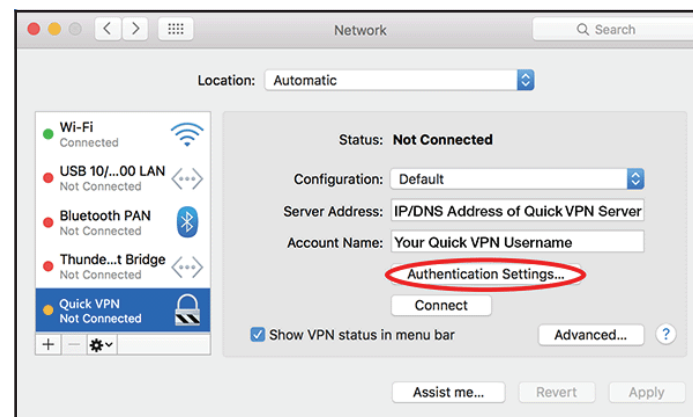 Network
Search
Location: Automatic
Wi-Fi
Connected
USB 10/...00 LAN
Not Connected
Bluetooth PAN
Not Connected
Thunde...t Bridge
Not Connected
Quick VPN
Not Connected
Status: Not Connected
Configuration: Default
Server Address: IP/DNS Address of Quick VPN Server
Account Name: Your Quick VPN Username
Authentication Settings...
Connect
Show VPN status in menu bar
Advanced...
?
Assist me...
Revert
Apply